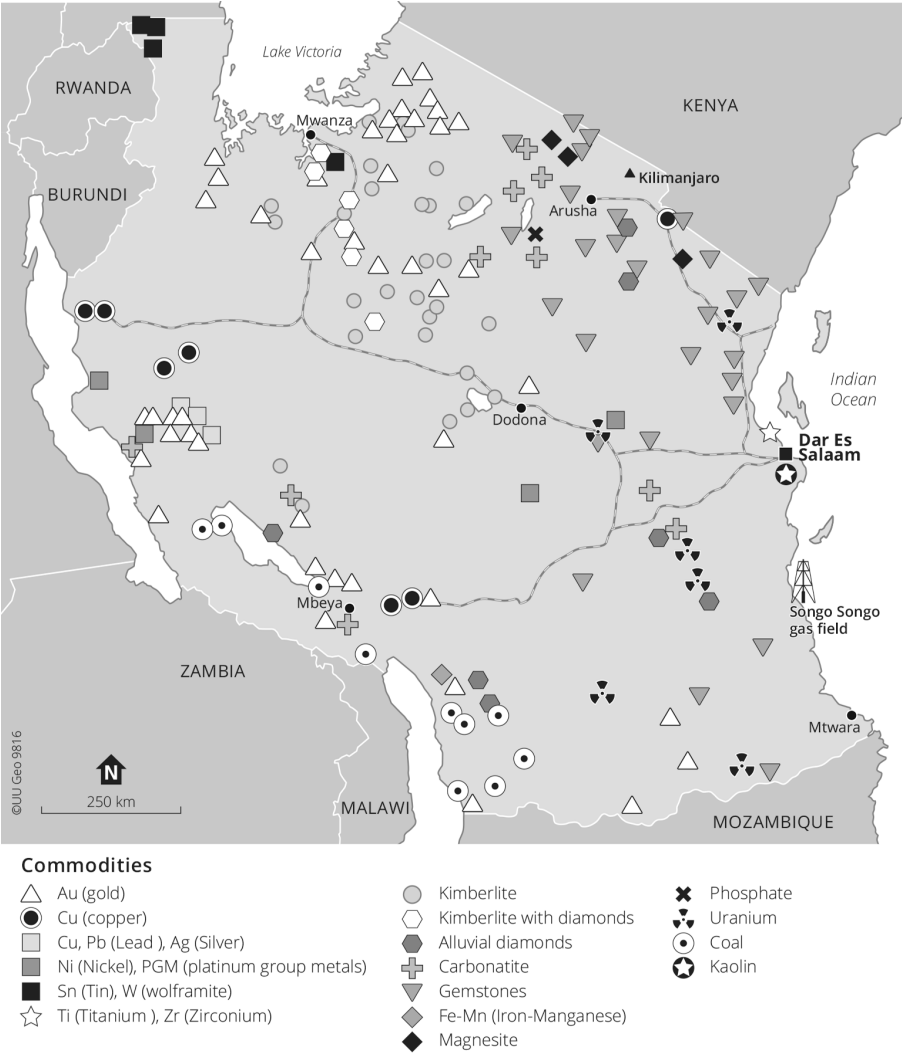 Lake Victoria
RWANDA
KENYA
Mwanza
Kilimanjaro
BURUNDI
Arusha
Indian
Ocean
Dodona
Dar Es
Salaam
Mbeya
Songo Songo
gas field
ZAMBIA
Mtwara
©UU Geo 9816
N
250 km
MALAWI
MOZAMBIQUE
Commodities
Au (gold)
Cu (copper)
Cu, Pb (Lead ), Ag (Silver)
Ni (Nickel), PGM (platinum group metals)
Sn (Tin), W (wolframite)
Ti (Titanium ), Zr (Zirconium)
Kimberlite
Kimberlite with diamonds
Alluvial diamonds
Carbonatite
Gemstones
Fe-Mn (Iron-Manganese)
Magnesite
Phosphate
Uranium
Coal
Kaolin